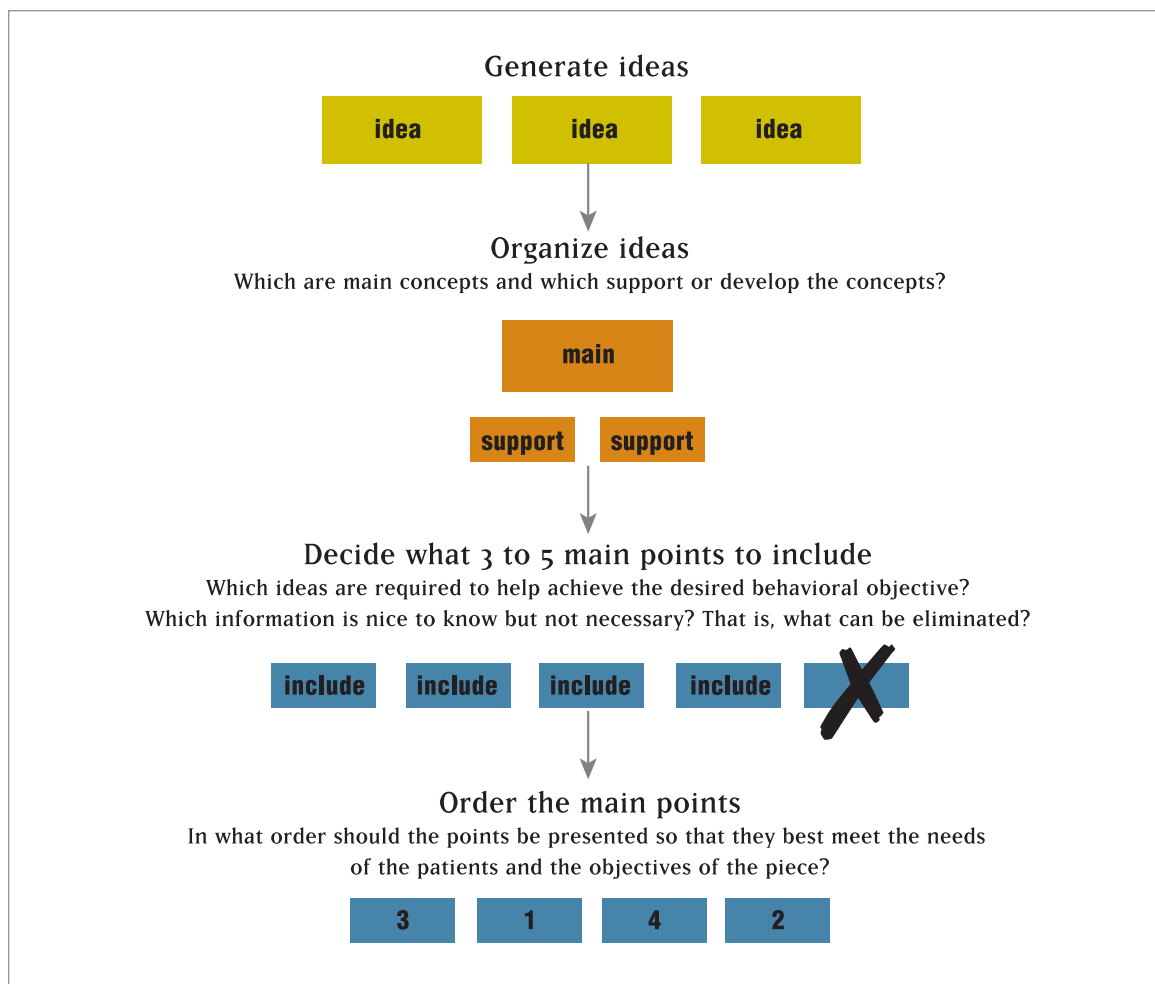 Generate ideas
idea idea idea
Organize ideas
Which are main concepts and which support or develop the concepts?
main
support support
Decide what 3 to 5 main points to include
Which ideas are required to help achieve the desired behavioral objective?
Which information is nice to know but not necessary? That is, what can be eliminated?
include include include include
Order the main points
In what order should the points be presented so that they best meet the needs
of the patients and the objectives of the piece?
3 1 4 2